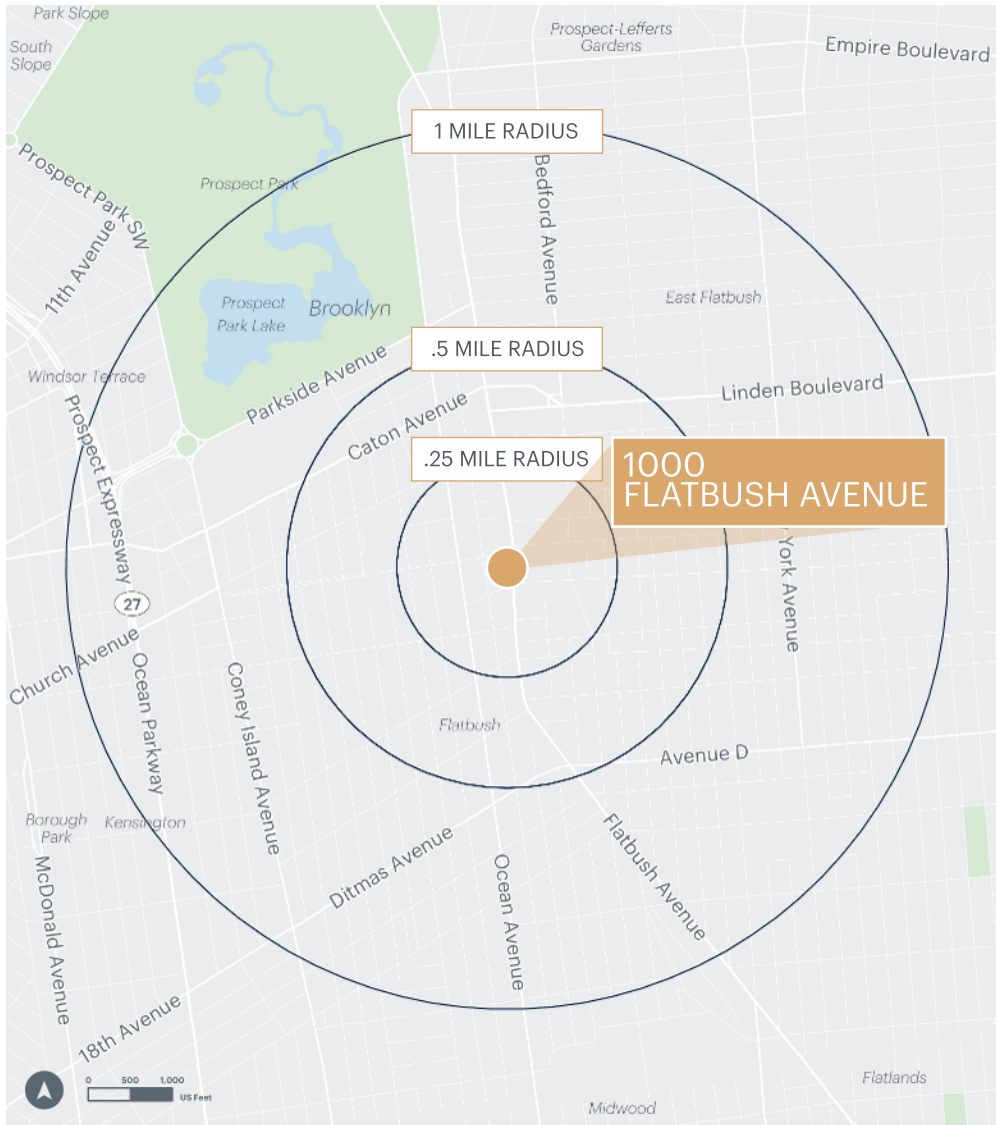 Park Slope
South
Slope
Prospect-Lefferts
Gardens
Empire Boulevard
1 MILE RADIUS
Prospect Park SW
Prospect Park
Bedford Avenue
11th Avenue
East Flatbush
Prospect
Park Lake
Brooklyn
.5 MILE RADIUS
Windsor Terrace
Parkside Avenue
Linden Boulevard
Caton Avenue
Prospect Expressway
.25 MILE RADIUS
1000
FLATBUSH AVENUE
York Avenue
27
Church Avenue
Ocean Parkway
Coney Island Avenue
Flatbush
Avenue D
Borough
Park
Kensington
Ditmas Avenue
Flatbush Avenue
McDonald Avenue
Ocean Avenue
18th Avenue
0 500 1,000
US Feet
Flatlands
Midwood